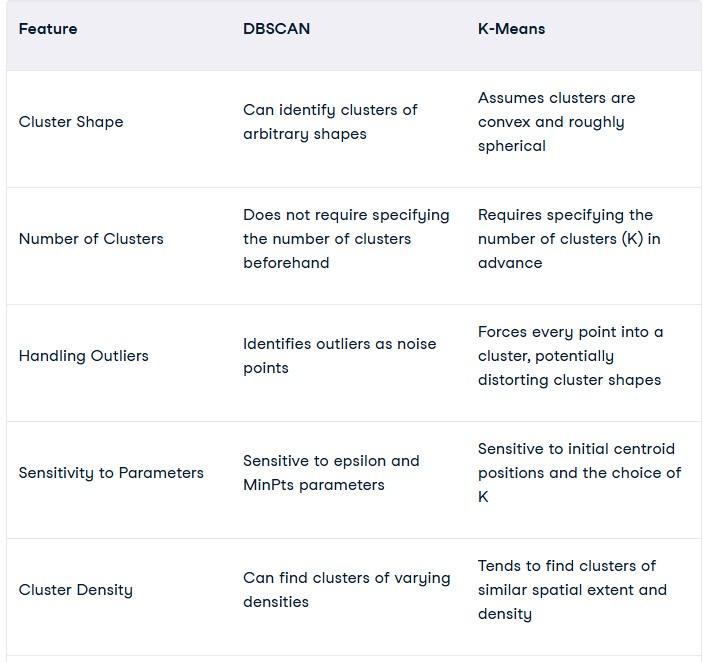 Feature DBSCAN K-Means
Cluster Shape
Can identify clusters of
arbitrary shapes
Assumes clusters are
convex and roughly
spherical
Number of Clusters
Does not require specifying
the number of clusters
beforehand
Requires specifying the
number of clusters (K) in
advance
Handling Outliers
Identifies outliers as noise
points
Forces every point into a
cluster, potentially
distorting cluster shapes
Sensitivity to Parameters
Sensitive to epsilon and
MinPts parameters
Sensitive to initial centroid
positions and the choice of
K
Cluster Density
Can find clusters of varying
densities
Tends to find clusters of
similar spatial extent and
density